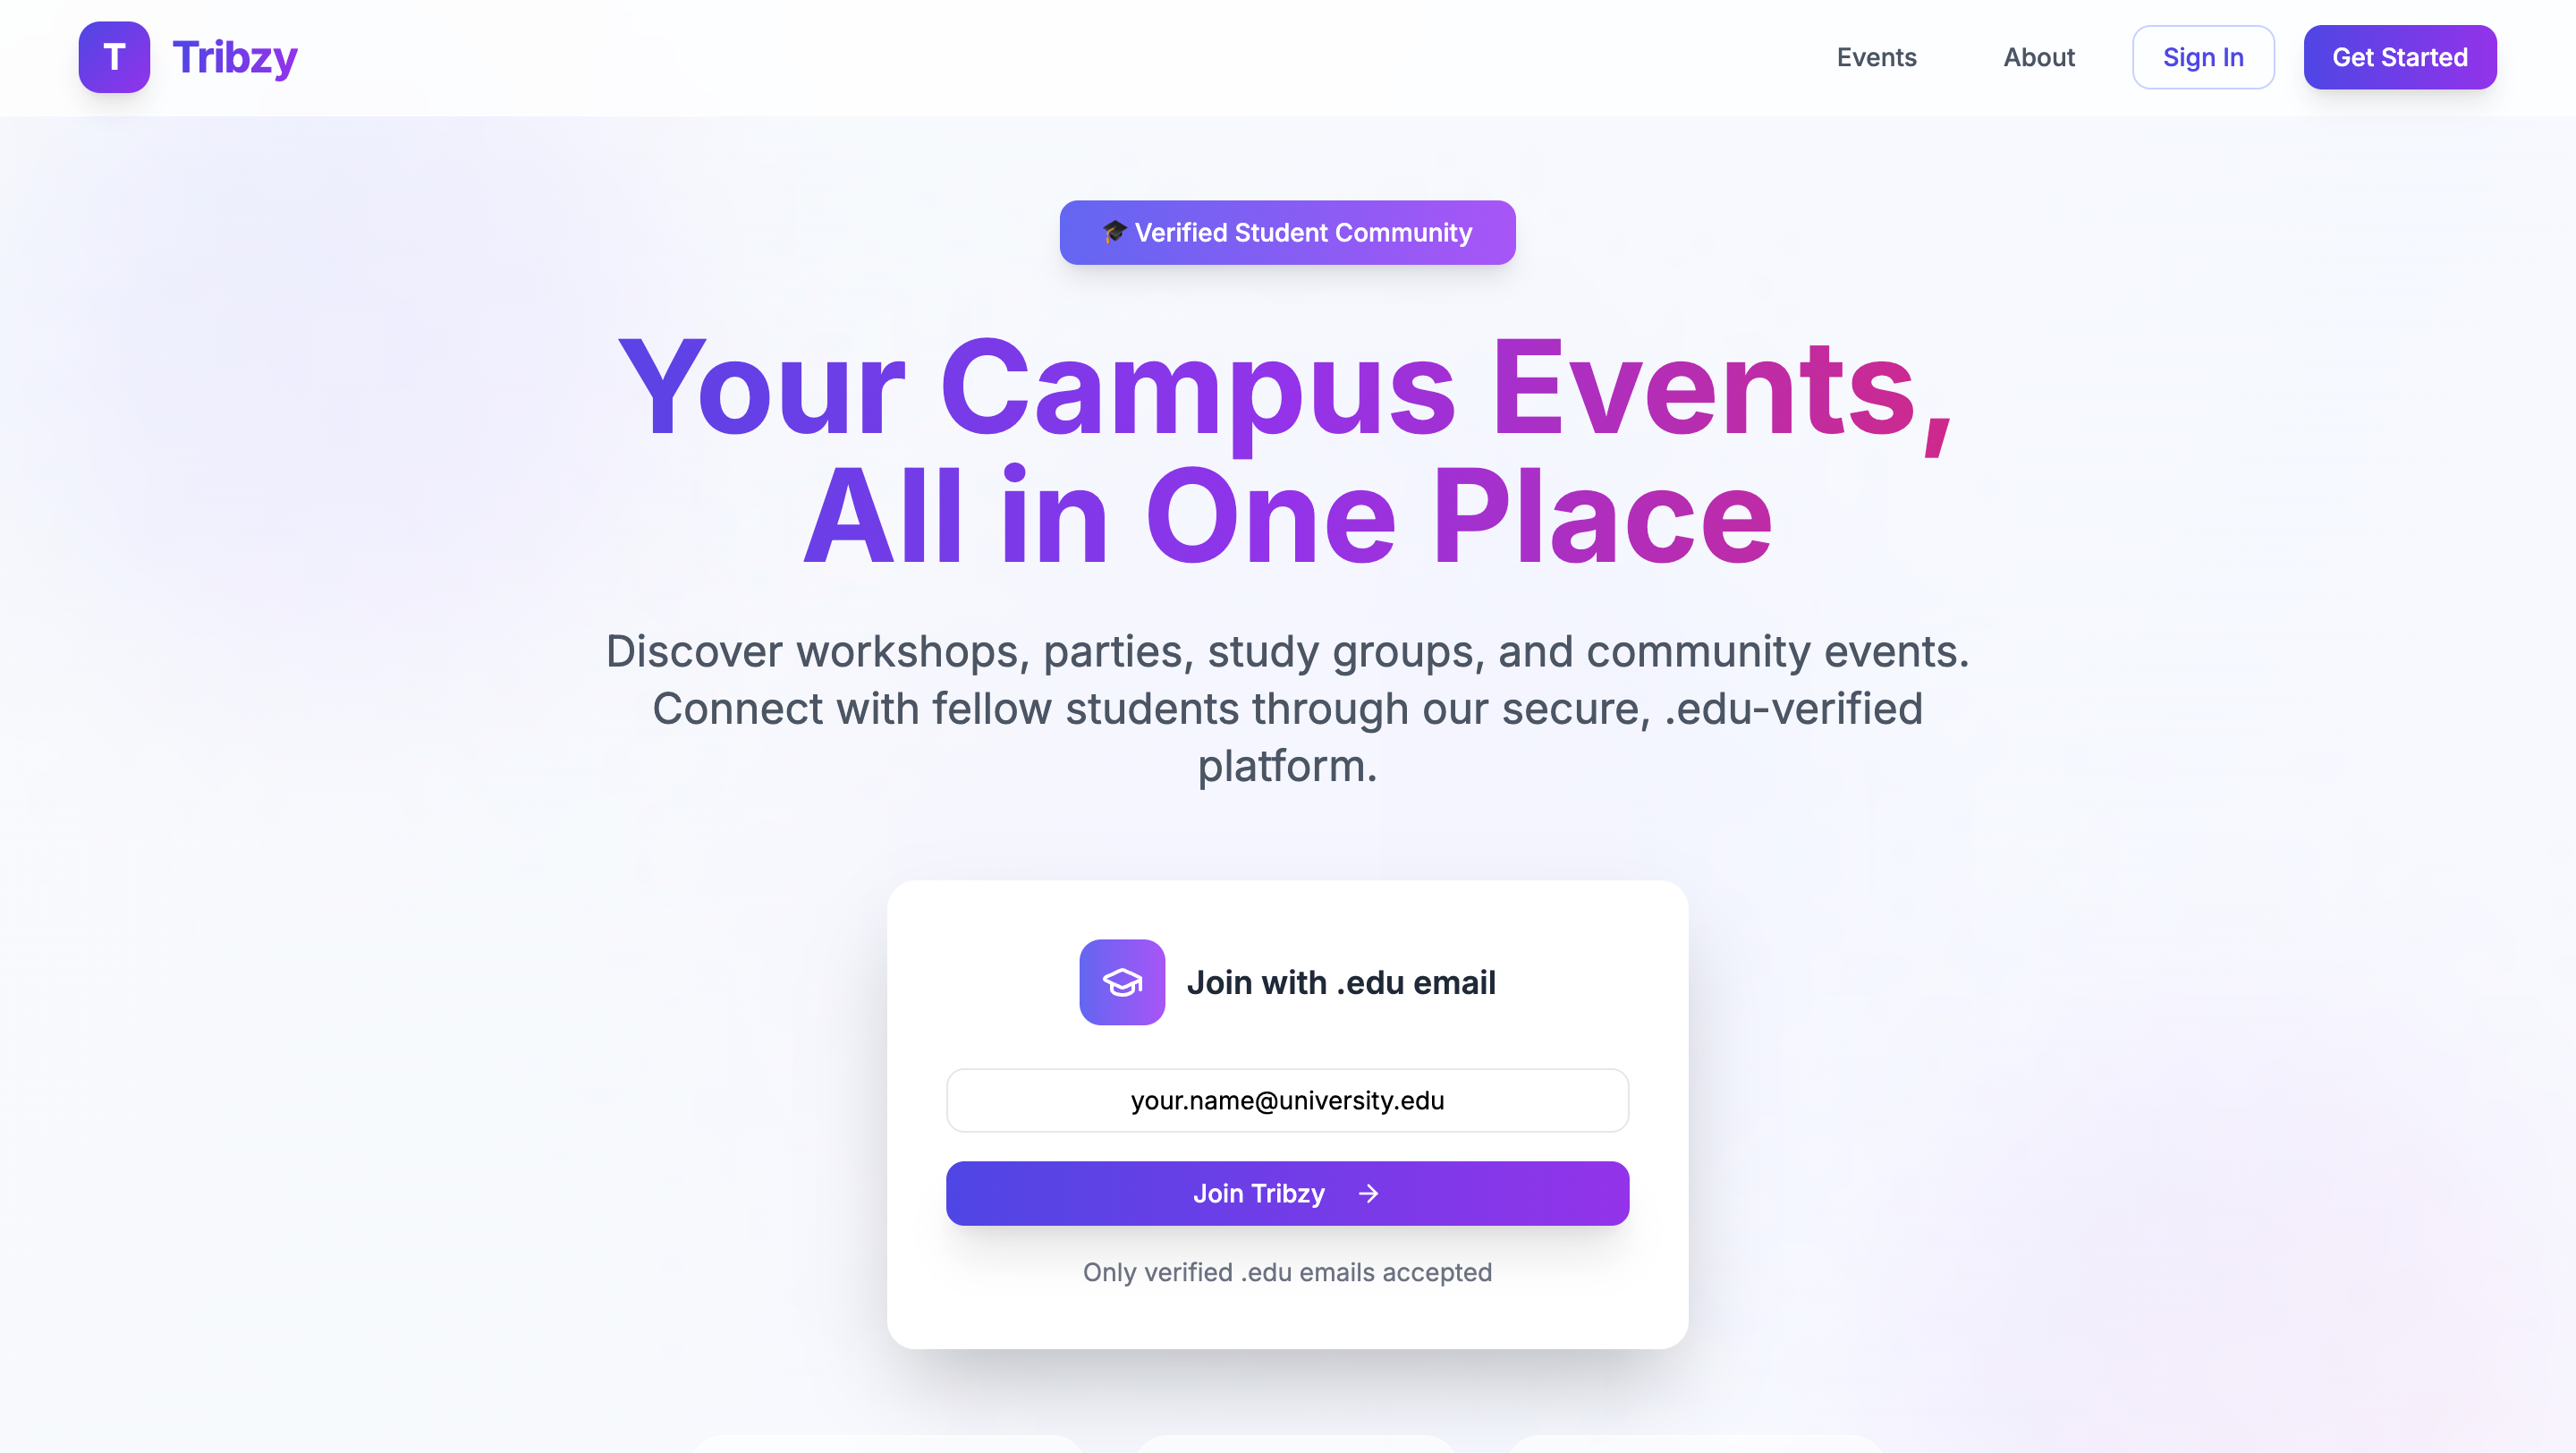 T
Tribzy
Events
About
Sign In
Get Started
🎓 Verified Student Community
Your Campus Events,
All in One Place
Discover workshops, parties, study groups, and community events.
Connect with fellow students through our secure, .edu-verified
platform.
Join with .edu email
your.name@university.edu
Join Tribzy →
Only verified .edu emails accepted